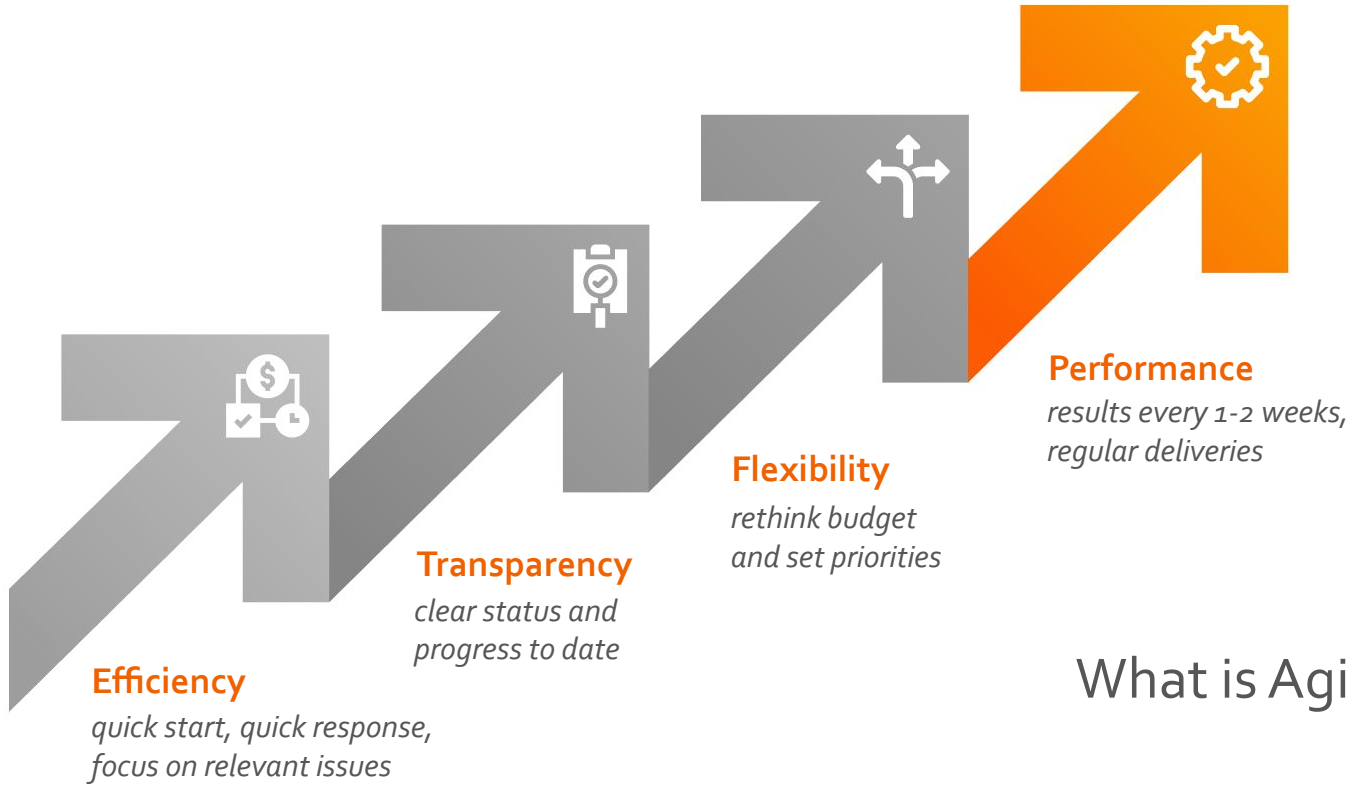 Performance
results every 1-2 weeks,
regular deliveries
Flexibility
rethink budget
and set priorities
Transparency
clear status and
progress to date
Efficiency
quick start, quick response,
focus on relevant issues
What is Agi
$